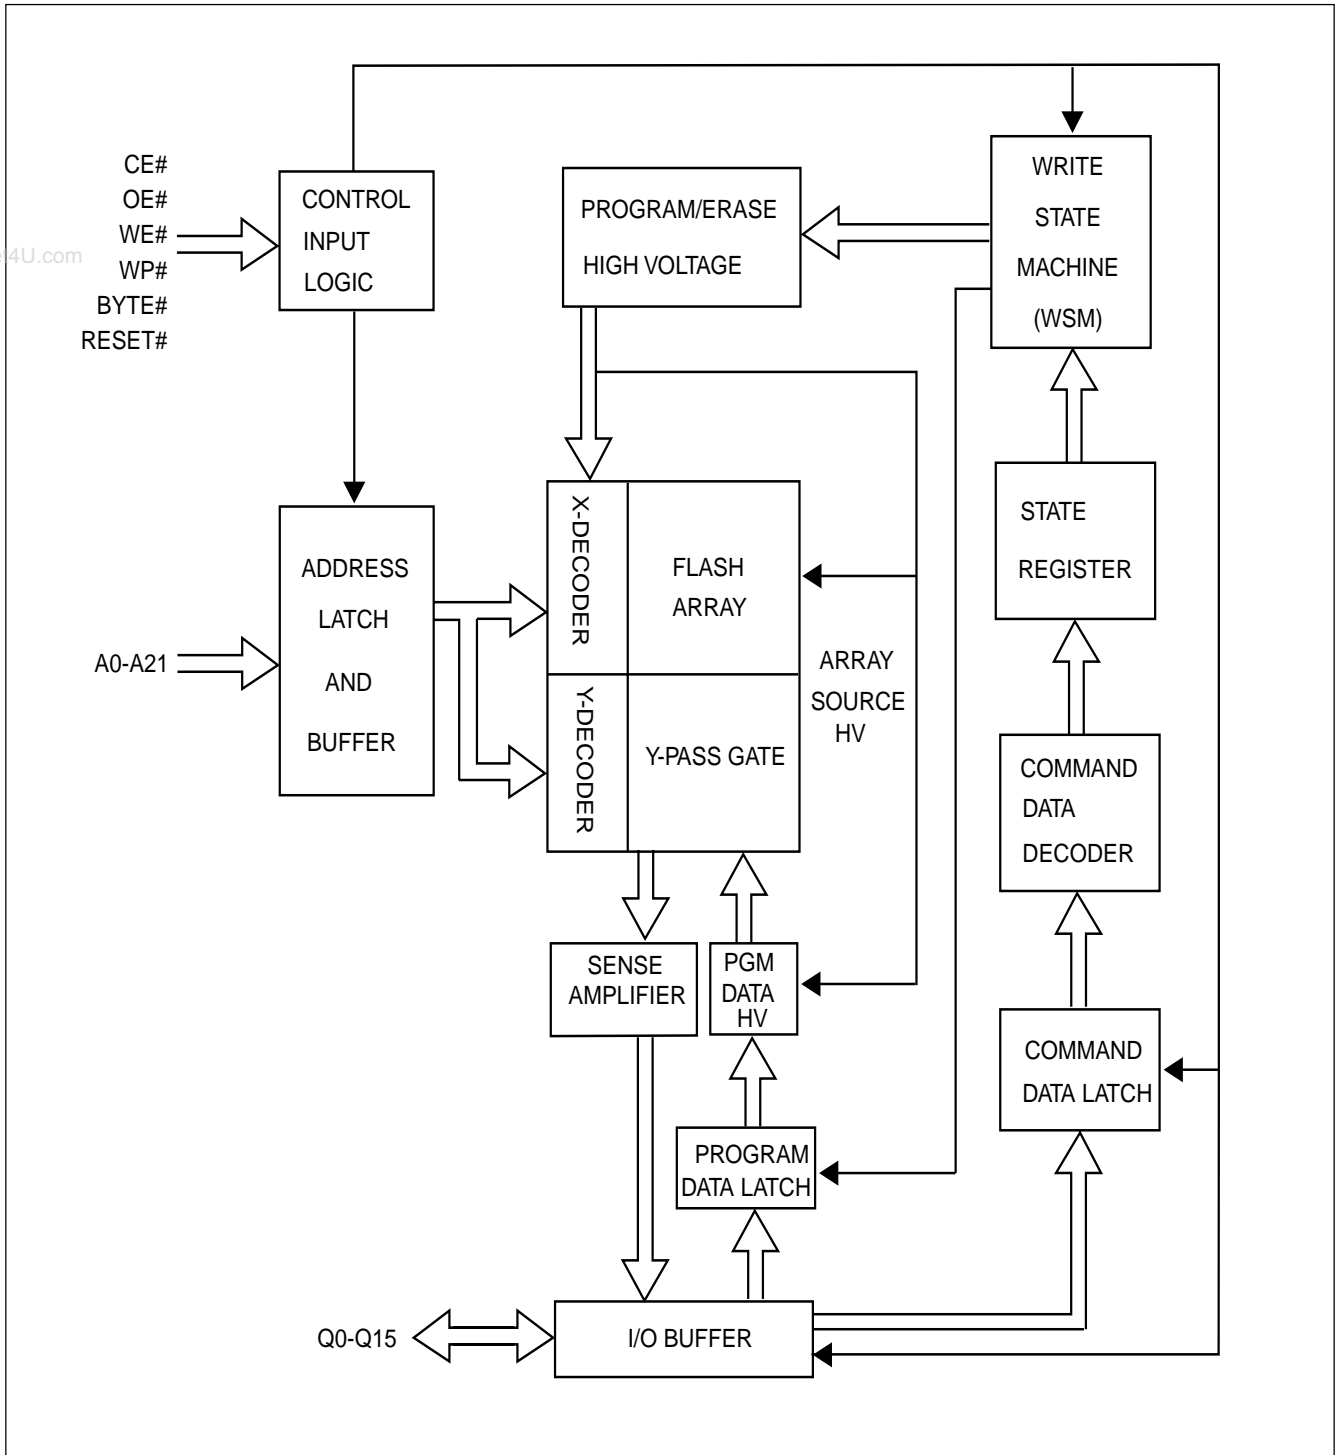 CE#
OE#
WE#
WP#
BYTE#
RESET#
CONTROL
INPUT
LOGIC
PROGRAM/ERASE
HIGH VOLTAGE
WRITE
STATE
MACHINE
(WSM)
STATE
REGISTER
A0-A21
ADDRESS
LATCH
AND
BUFFER
X-DECODER
FLASH
ARRAY
Y-DECODER
Y-PASS GATE
ARRAY
SOURCE
HV
COMMAND
DATA
DECODER
SENSE
AMPLIFIER
PGM
DATA
HV
COMMAND
DATA LATCH
PROGRAM
DATA LATCH
Q0-Q15
I/O BUFFER
4U.com